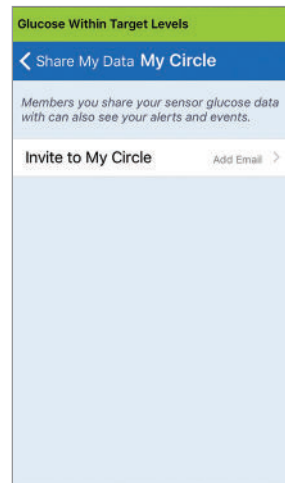 Glucose Within Target Levels
Share My Data My Circle
Members you share your sensor glucose data
with can also see your alerts and events.
Invite to My Circle Add Email